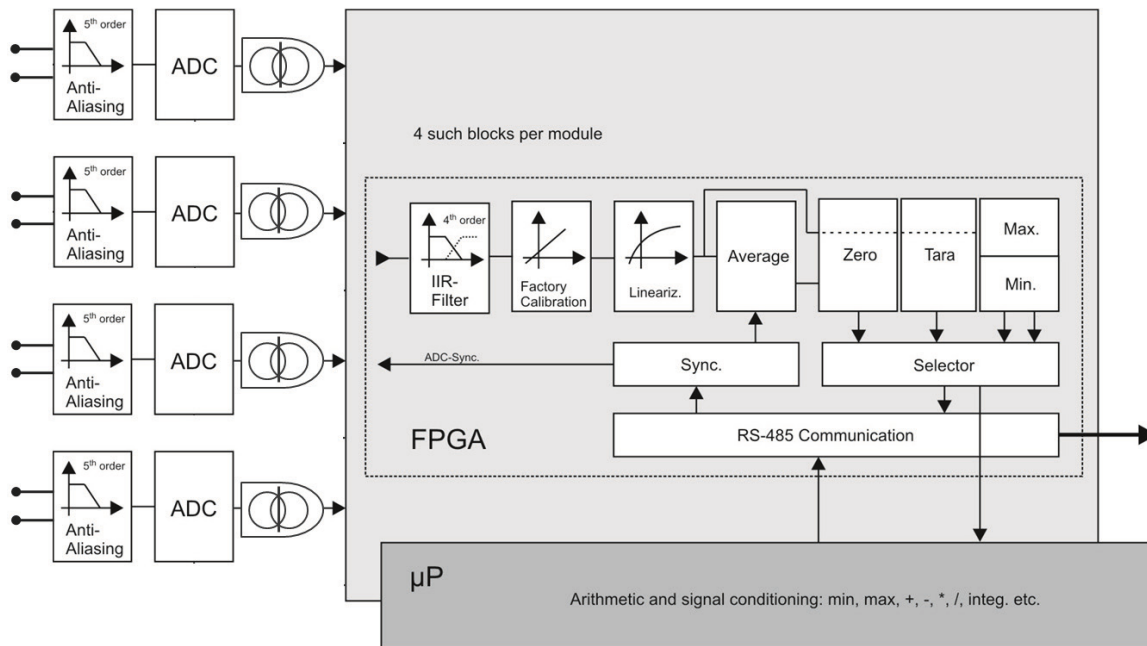 5th order
Anti-
Aliasing
ADC
5th order
Anti-
Aliasing
ADC
5th order
Anti-
Aliasing
ADC
5th order
Anti-
Aliasing
ADC
4 such blocks per module
4th order
IIR-
Filter
Factory
Calibration
Lineariz.
Average
Zero
Tara
Max.
Min.
ADC-Sync.
Sync.
Selector
FPGA
RS-485 Communication
µP
Arithmetic and signal conditioning: min, max, +, -, *, /, integ. etc.